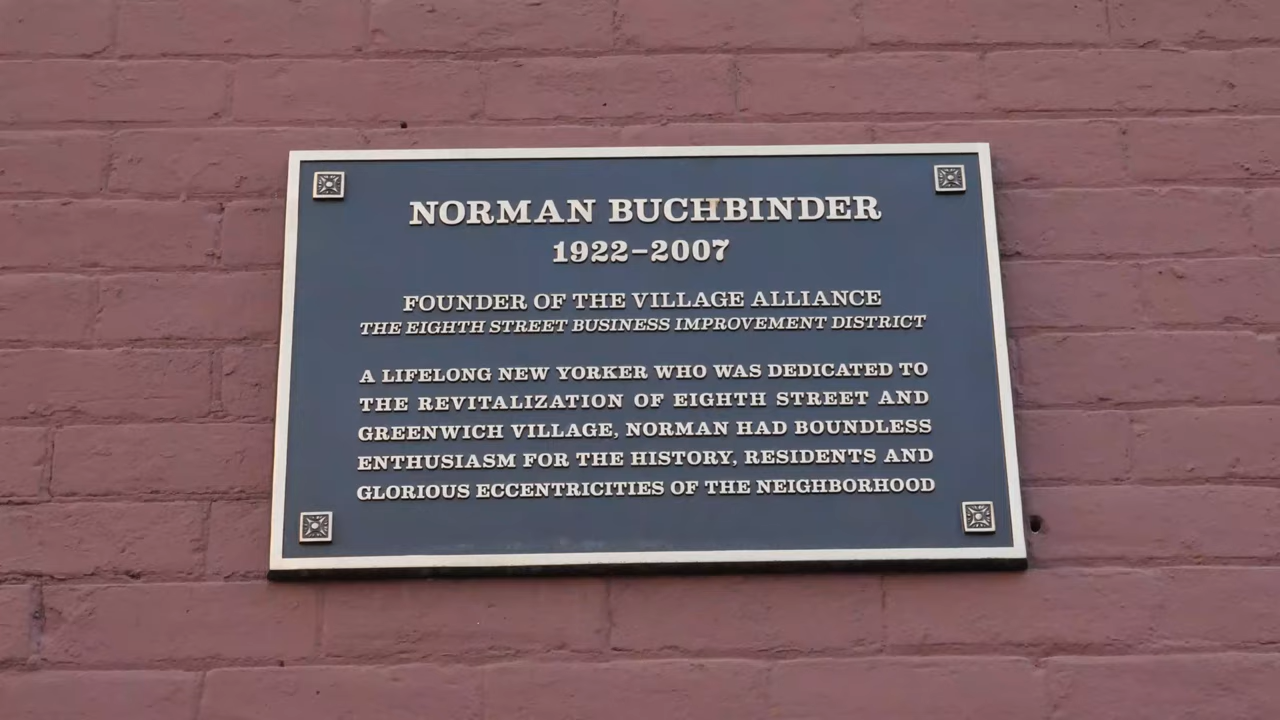 NORMAN BUCHBINDER
1922–2007
FOUNDER OF THE VILLAGE ALLIANCE
THE EIGHTH STREET BUSINESS IMPROVEMENT DISTRICT
A LIFELONG NEW YORKER WHO WAS DEDICATED TO
THE REVITALIZATION OF EIGHTH STREET AND
GREENWICH VILLAGE, NORMAN HAD BOUNDLESS
ENTHUSIASM FOR THE HISTORY, RESIDENTS AND
GLORIOUS ECCENTRICITIES OF THE NEIGHBORHOOD